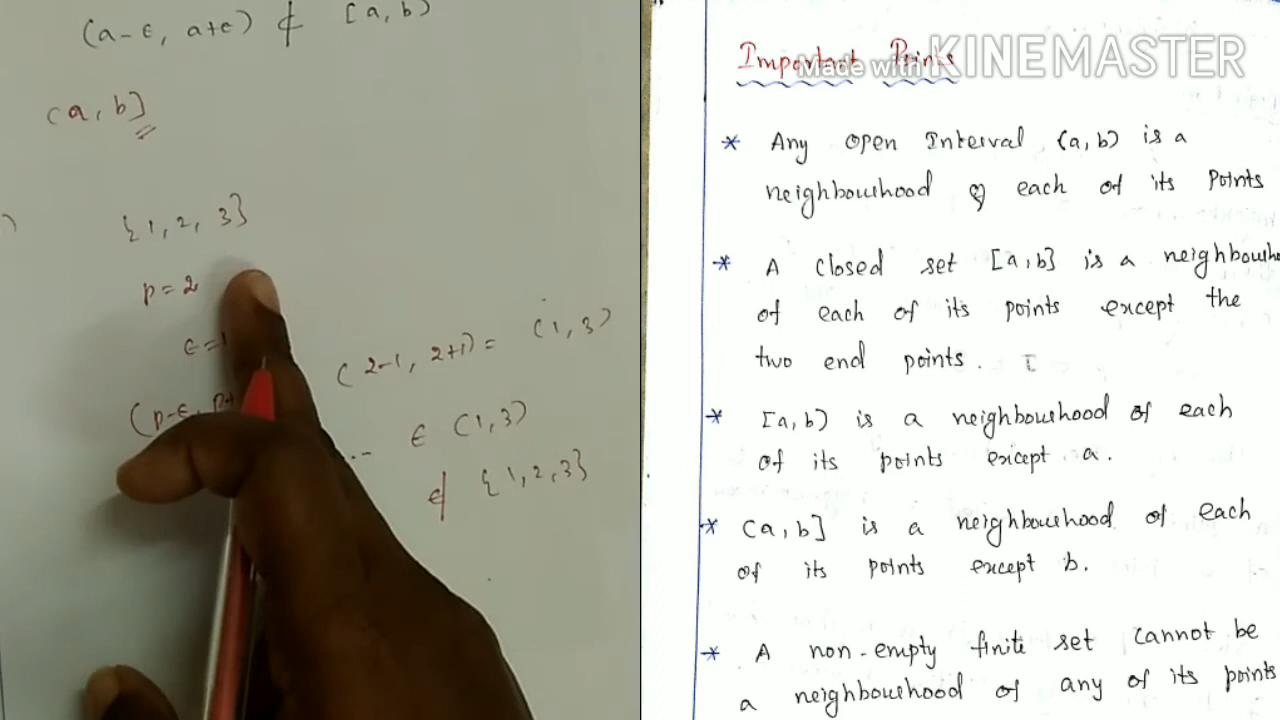 (a-ϵ, a+ϵ) ⊄ [a, b)
(a, b]
{1, 2, 3}
p = 2
ϵ = 1
(p-ϵ, p+
(2-1, 2+1) = (1, 3)
... ∈ (1, 3)
∉ {1, 2, 3}
Important Points
Made with KINEMASTER
* Any open Interval (a, b) is a
neighbourhood of each of its points
* A closed set [a, b] is a neighbourho
of each of its points except the
two end points.
* [a, b) is a neighbourhood of each
of its points except a.
* (a, b] is a neighbourhood of each
of its points except b.
* A non-empty finite set cannot be
a neighbourhood of any of its points